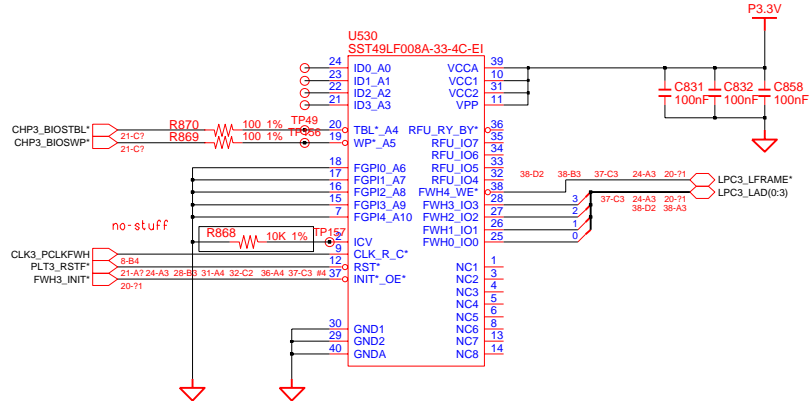 P3.3V
U530
SST49LF008A-33-4C-EI
24 ID0_A0 VCCA 39
23 ID1_A1 VCC1 10
22 ID2_A2 VCC2 31
21 ID3_A3 VPP 11
C831 100nF
C832 100nF
C858 100nF
CHP3_BIOSTBL* 21-C? R870 100 1% TP49 20 TBL*_A4 RFU_RY_BY* 36
CHP3_BIOSWP* 21-C? R869 100 1% TP156 19 WP*_A5 RFU_IO7 35
RFU_IO6 34
RFU_IO5 33
RFU_IO4 32
18 FGPI0_A6
17 FGPI1_A7
16 FGPI2_A8
15 FGPI3_A9
7 FGPI4_A10
FWH4_WE* 38 38-D2 38-B3 37-C3 24-A3 20-?1 LPC3_LFRAME*
FWH3_IO3 28 3 37-C3 24-A3 20-?1 LPC3_LAD(0:3)
FWH2_IO2 27 2 38-D2 38-A3
FWH1_IO1 26 1
FWH0_IO0 25 0
no-stuff
R868 10K 1% TP157 2 ICV
CLK3_PCLKFWH 8-B4 9 CLK_R_C*
PLT3_RSTF* 21-A? 24-A3 28-B3 31-A4 32-C2 36-A4 37-C3 #4 12 RST*
FWH3_INIT* 20-?1 37 INIT*_OE*
NC1 1
NC2 3
NC3 4
NC4 5
NC5 6
NC6 8
NC7 13
NC8 14
30 GND1
29 GND2
40 GNDA